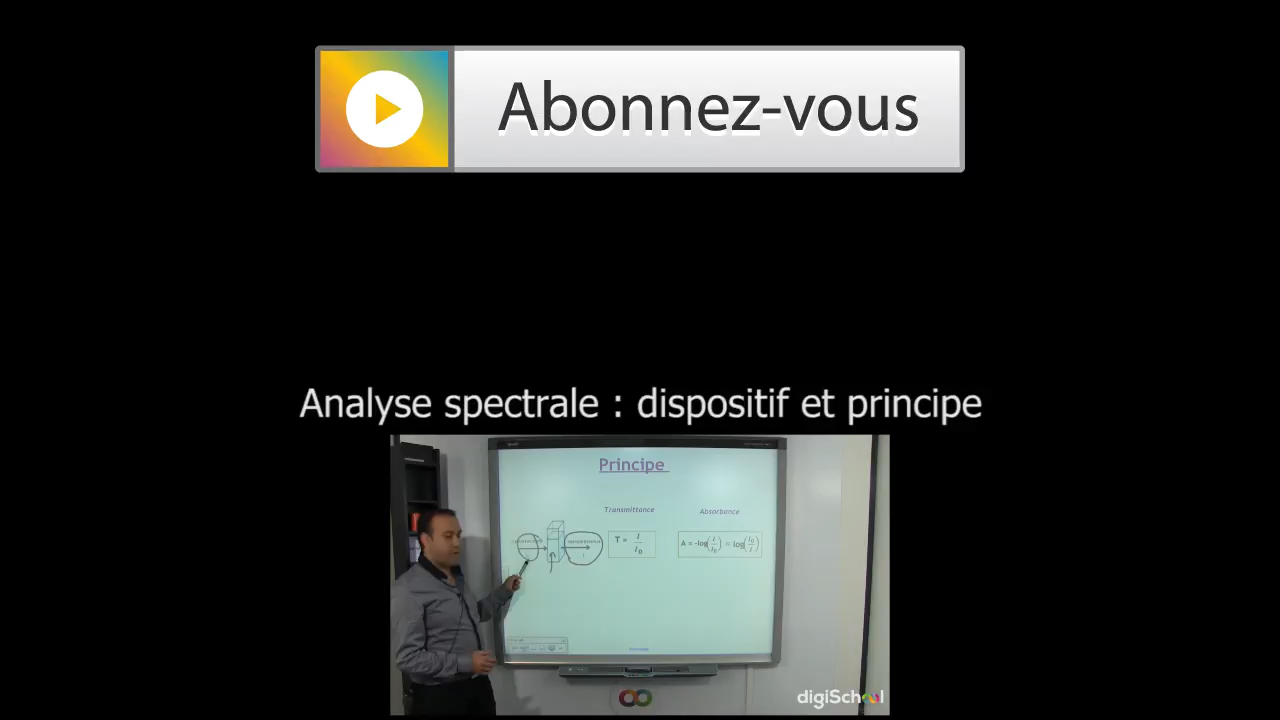 Abonnez-vous
Analyse spectrale : dispositif et principe
Principe
Transmittance
Absorbance
T = I / I₀
A = -log(I / I₀) = log(I₀ / I)
digiSchool